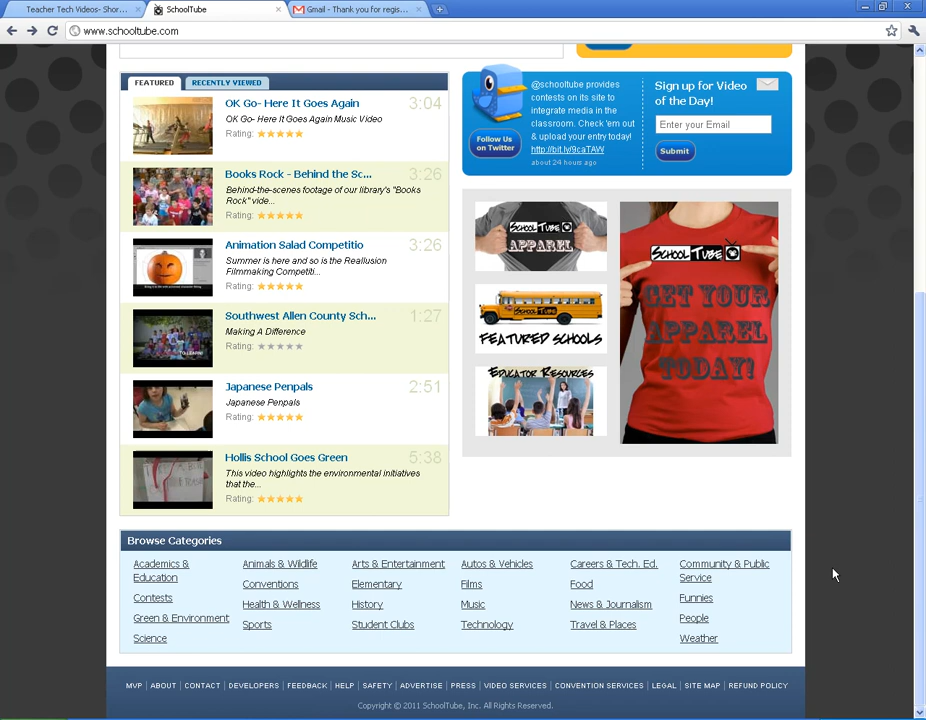 Teacher Tech Videos- Shor...
SchoolTube
Gmail - Thank you for regis...
www.schooltube.com
FEATURED
RECENTLY VIEWED
OK Go- Here It Goes Again
3:04
OK Go- Here It Goes Again Music Video
Rating:
Books Rock - Behind the Sc...
3:26
Behind-the-scenes footage of our library's "Books
Rock" vide...
Rating:
Animation Salad Competitio
3:26
Summer is here and so is the Reallusion
Filmmaking Competiti...
Rating:
Southwest Allen County Sch...
1:27
Making A Difference
Rating:
TO LEARN!
Japanese Penpals
2:51
Japanese Penpals
Rating:
Hollis School Goes Green
5:38
This video highlights the environmental initiatives
that the...
Rating:
Follow Us
on Twitter
@schooltube provides
contests on its site to
integrate media in the
classroom. Check 'em out
& upload your entry today!
http://bit.ly/9caTAW
about 24 hours ago
Sign up for Video
of the Day!
Enter your Email
Submit
SCHOOL TUBE
APPAREL
SCHOOL TUBE
FEATURED SCHOOLS
EDUCATOR RESOURCES
SCHOOL TUBE
GET YOUR
APPAREL
TODAY!
Browse Categories
Academics &
Education
Contests
Green & Environment
Science
Animals & Wildlife
Conventions
Health & Wellness
Sports
Arts & Entertainment
Elementary
History
Student Clubs
Autos & Vehicles
Films
Music
Technology
Careers & Tech. Ed.
Food
News & Journalism
Travel & Places
Community & Public
Service
Funnies
People
Weather
MVP | ABOUT | CONTACT | DEVELOPERS | FEEDBACK | HELP | SAFETY | ADVERTISE | PRESS | VIDEO SERVICES | CONVENTION SERVICES | LEGAL | SITE MAP | REFUND POLICY
Copyright © 2011 SchoolTube, Inc. All Rights Reserved.